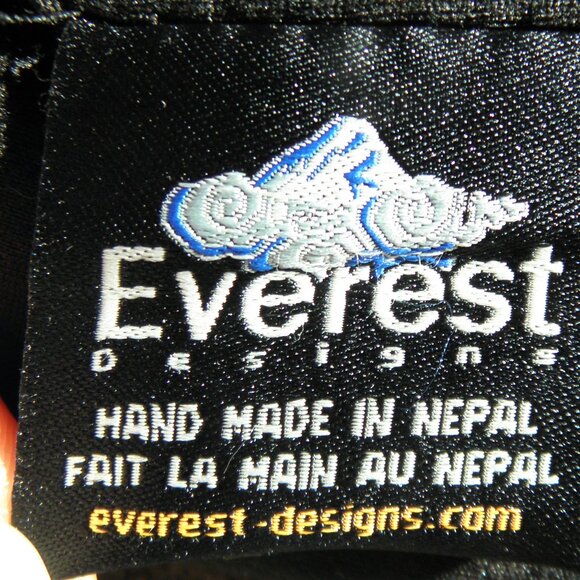 Everest
Designs
HAND MADE IN NEPAL
FAIT LA MAIN AU NEPAL
everest-designs.com